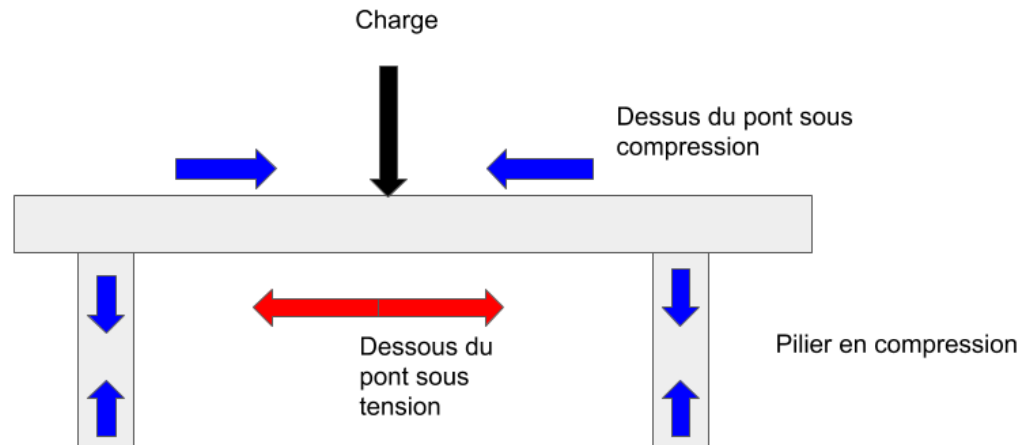 Charge
Dessus du pont sous
compression
Dessous du
pont sous
tension
Pilier en compression